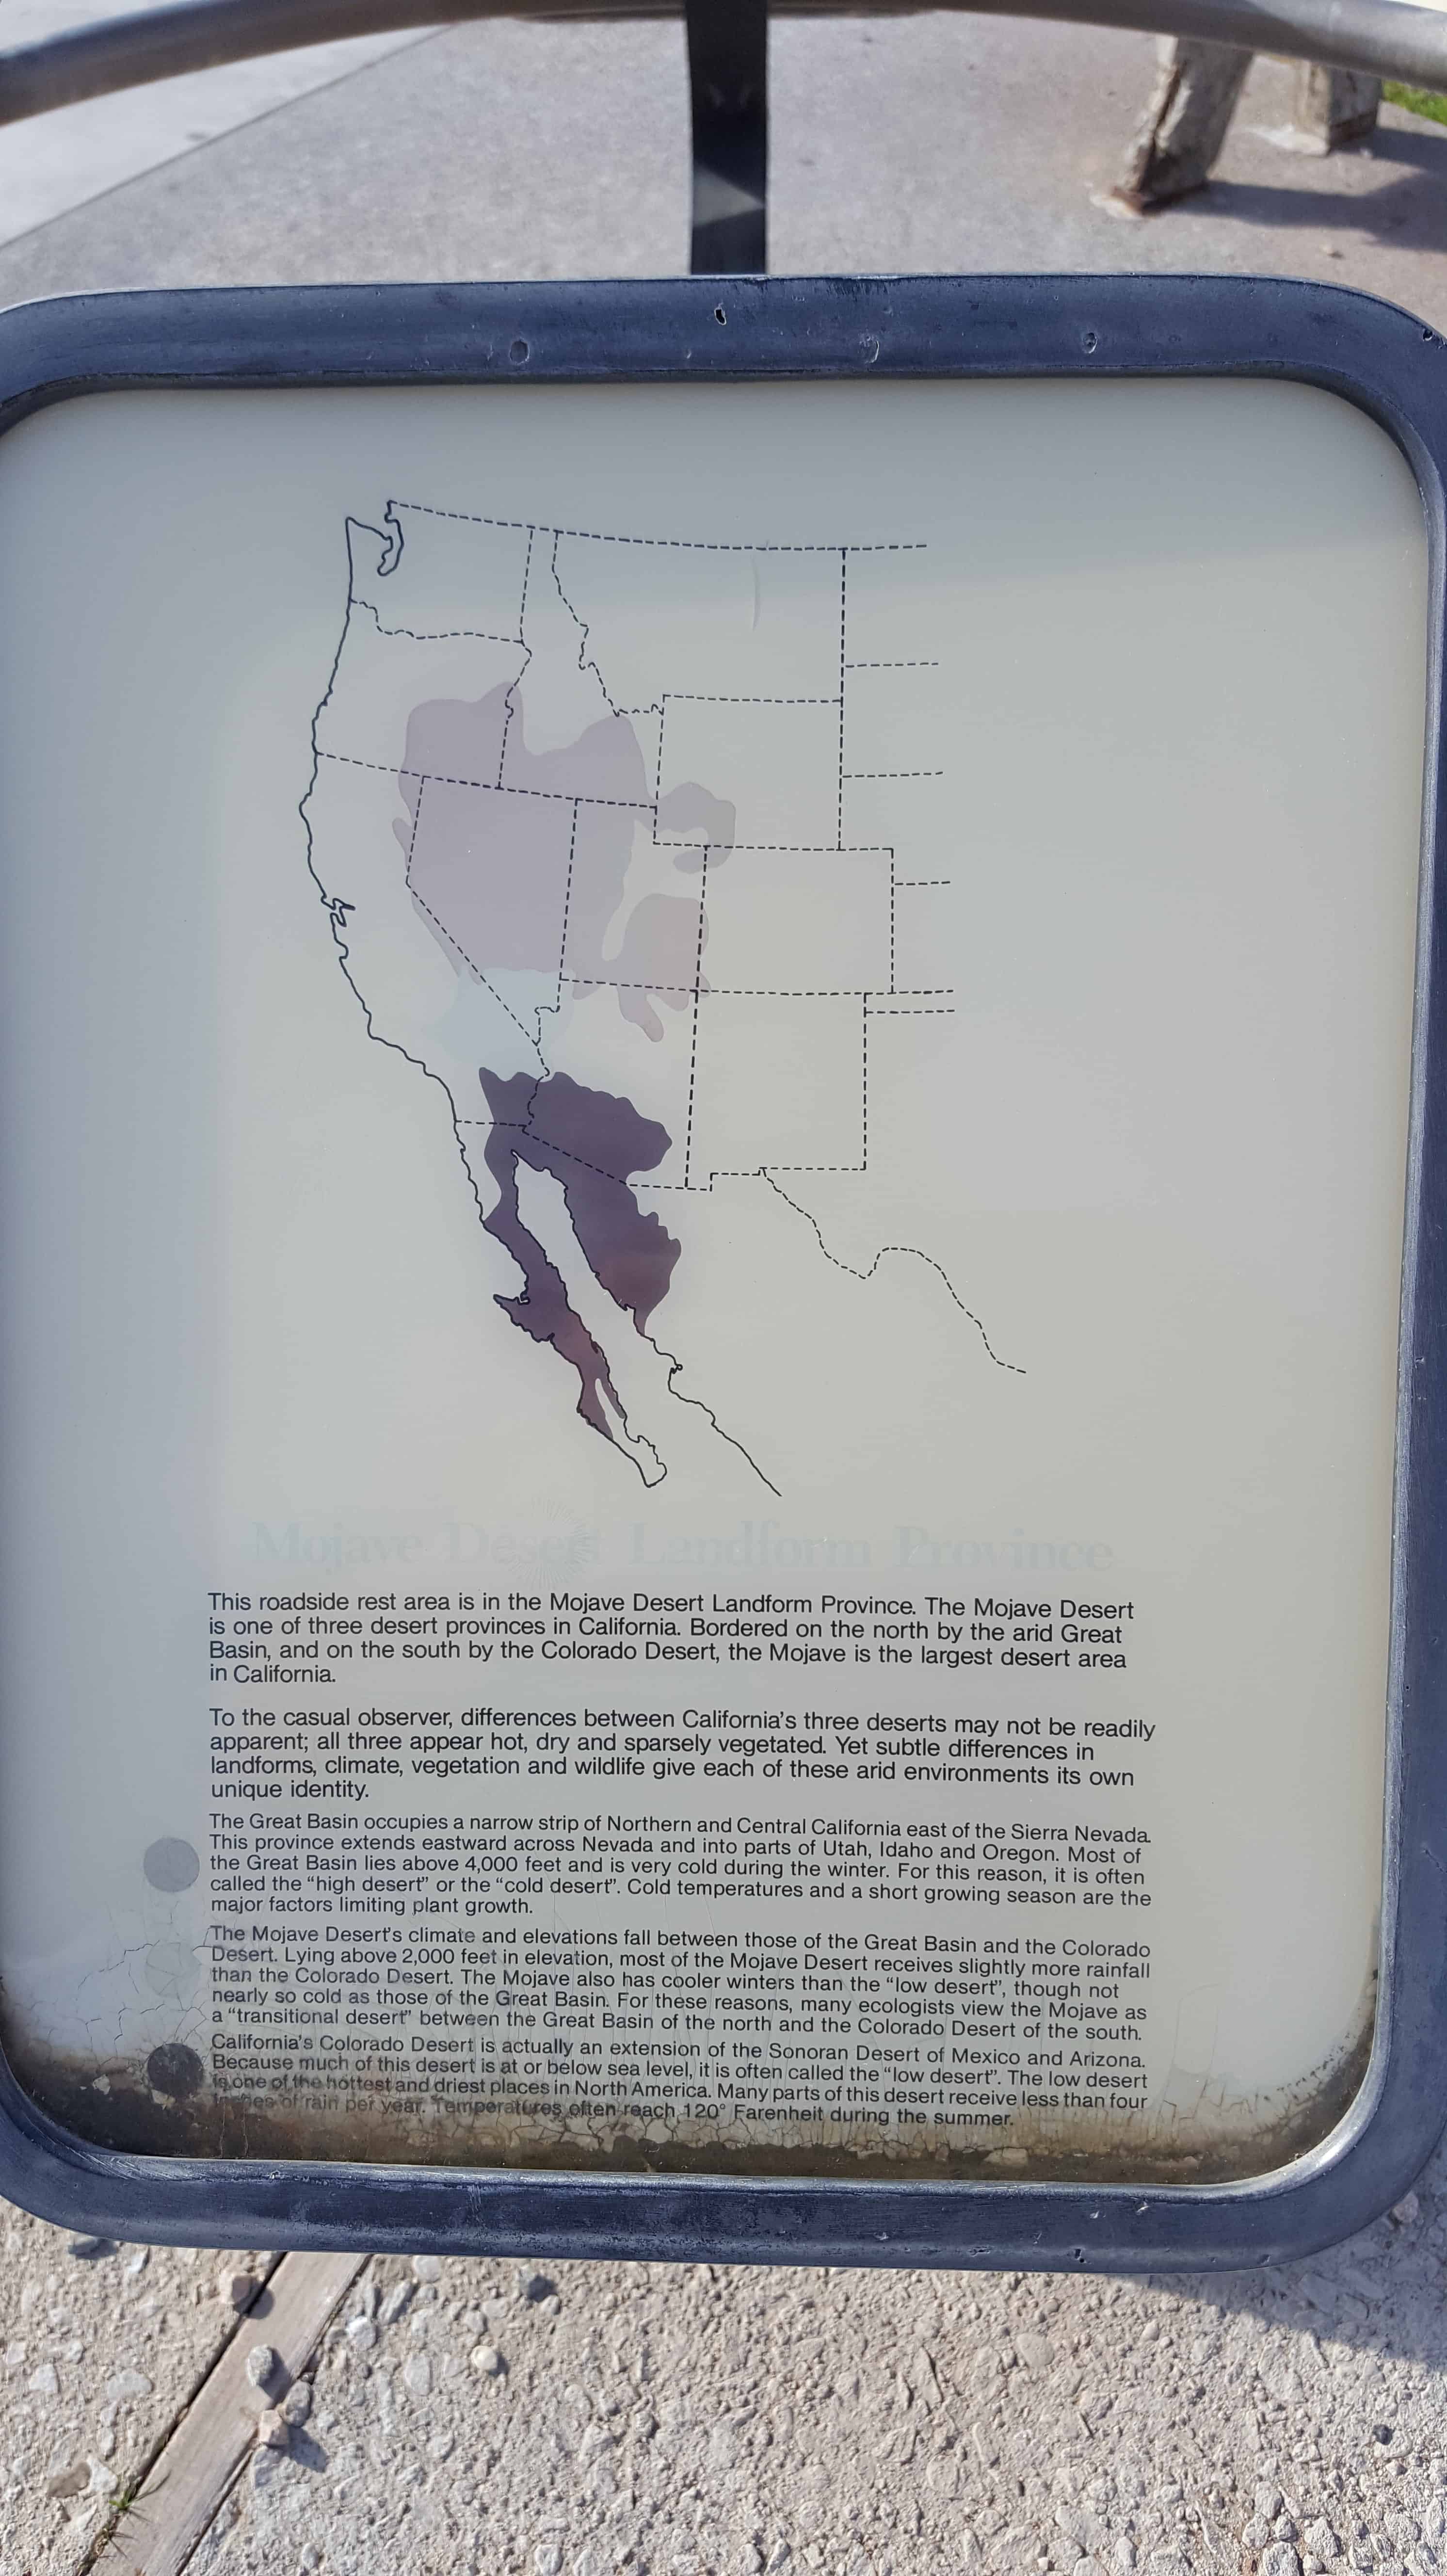 Mojave Desert Landform Province
This roadside rest area is in the Mojave Desert Landform Province. The Mojave Desert
is one of three desert provinces in California. Bordered on the north by the arid Great
Basin, and on the south by the Colorado Desert, the Mojave is the largest desert area
in California.
To the casual observer, differences between California's three deserts may not be readily
apparent; all three appear hot, dry and sparsely vegetated. Yet subtle differences in
landforms, climate, vegetation and wildlife give each of these arid environments its own
unique identity.
The Great Basin occupies a narrow strip of Northern and Central California east of the Sierra Nevada.
This province extends eastward across Nevada and into parts of Utah, Idaho and Oregon. Most of
the Great Basin lies above 4,000 feet and is very cold during the winter. For this reason, it is often
called the “high desert” or the “cold desert”. Cold temperatures and a short growing season are the
major factors limiting plant growth.
The Mojave Desert's climate and elevations fall between those of the Great Basin and the Colorado
Desert. Lying above 2,000 feet in elevation, most of the Mojave Desert receives slightly more rainfall
than the Colorado Desert. The Mojave also has cooler winters than the “low desert”, though not
nearly so cold as those of the Great Basin. For these reasons, many ecologists view the Mojave as
a “transitional desert” between the Great Basin of the north and the Colorado Desert of the south.
California's Colorado Desert is actually an extension of the Sonoran Desert of Mexico and Arizona.
Because much of this desert is at or below sea level, it is often called the “low desert”. The low desert
is one of the hottest and driest places in North America. Many parts of this desert receive less than four
inches of rain per year. Temperatures often reach 120° Farenheit during the summer.